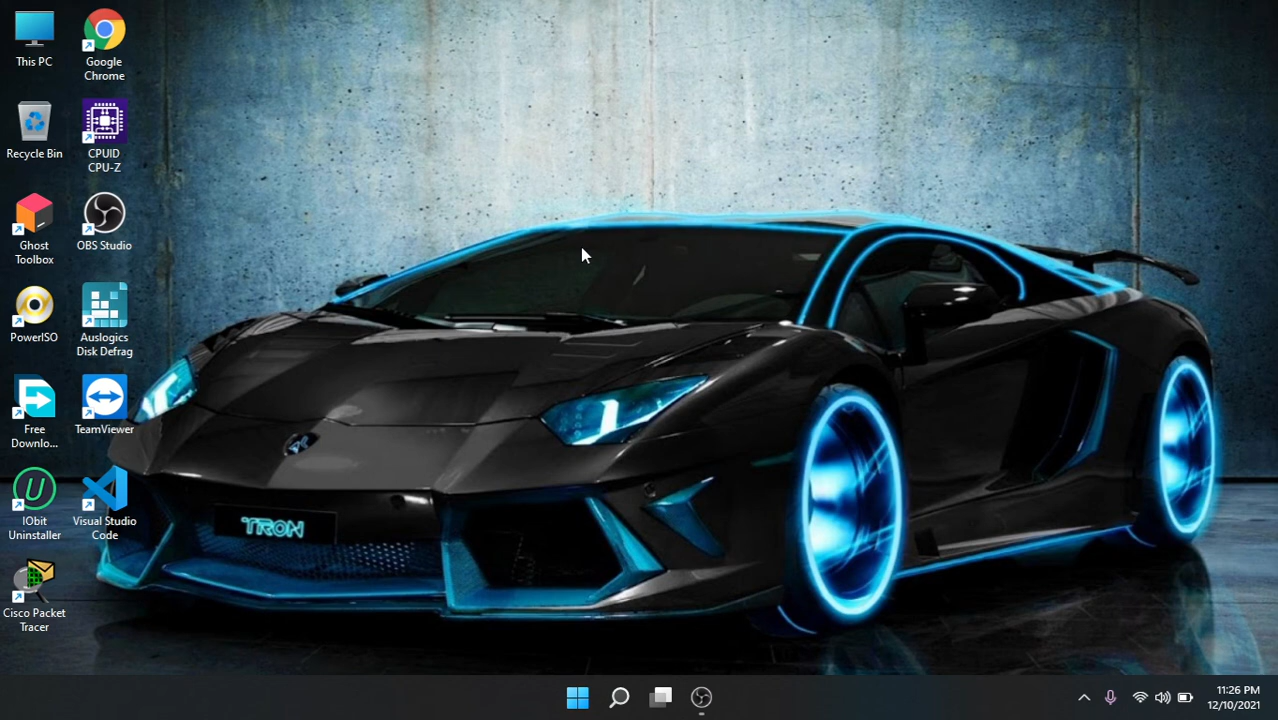 This PC
Google
Chrome
Recycle Bin
CPUID
CPU-Z
Ghost
Toolbox
OBS Studio
PowerISO
Auslogics
Disk Defrag
Free
Downlo...
TeamViewer
IObit
Uninstaller
Visual Studio
Code
Cisco Packet
Tracer
TRON
11:26 PM
12/10/2021